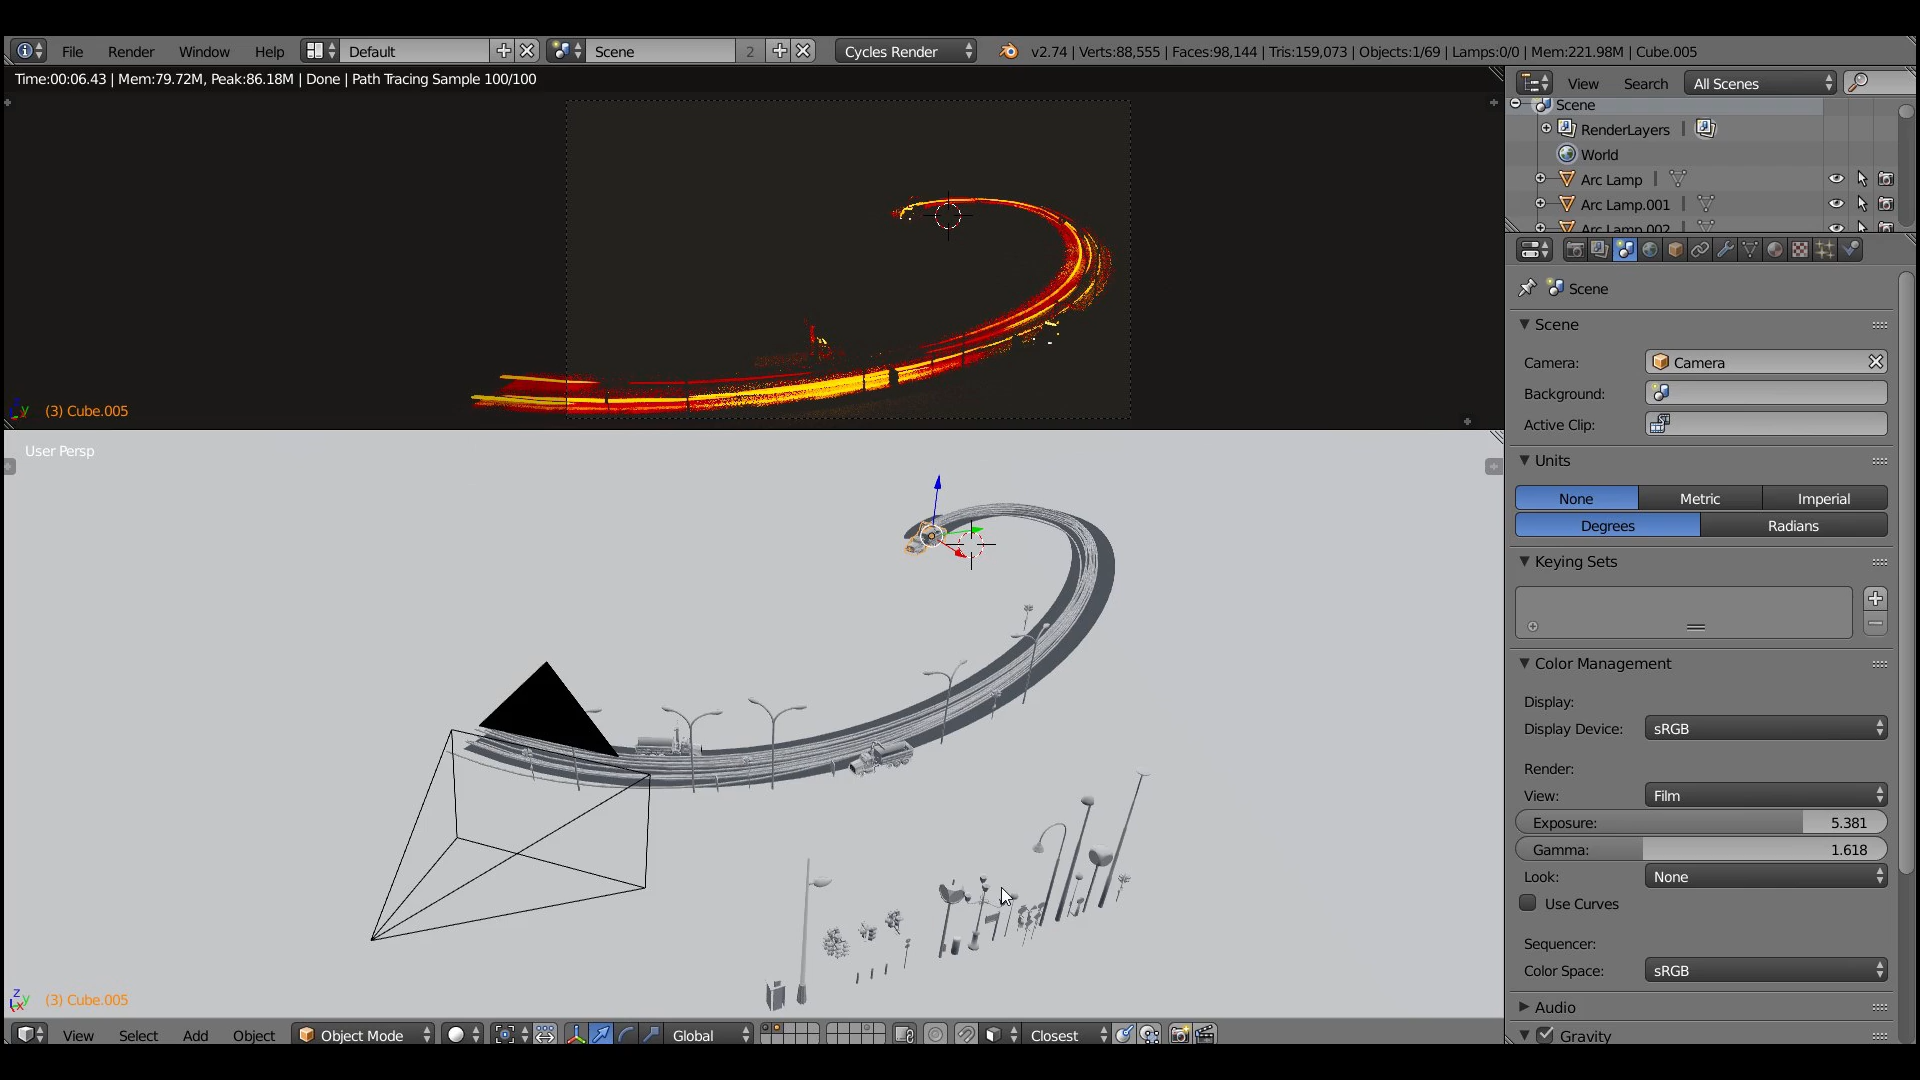 File Render Window Help Default Scene 2 Cycles Render v2.74 | Verts:88,555 | Faces:98,144 | Tris:159,073 | Objects:1/69 | Lamps:0/0 | Mem:221.98M | Cube.005
Time:00:06.43 | Mem:79.72M, Peak:86.18M | Done | Path Tracing Sample 100/100
(3) Cube.005
User Persp
(3) Cube.005
View Select Add Object Object Mode Global Closest
View Search All Scenes
Scene
RenderLayers
World
Arc Lamp
Arc Lamp.001
Arc Lamp.002
Scene
Scene
Camera: Camera
Background:
Active Clip:
Units
None Metric Imperial
Degrees Radians
Keying Sets
Color Management
Display:
Display Device: sRGB
Render:
View: Film
Exposure: 5.381
Gamma: 1.618
Look: None
Use Curves
Sequencer:
Color Space: sRGB
Audio
Gravity